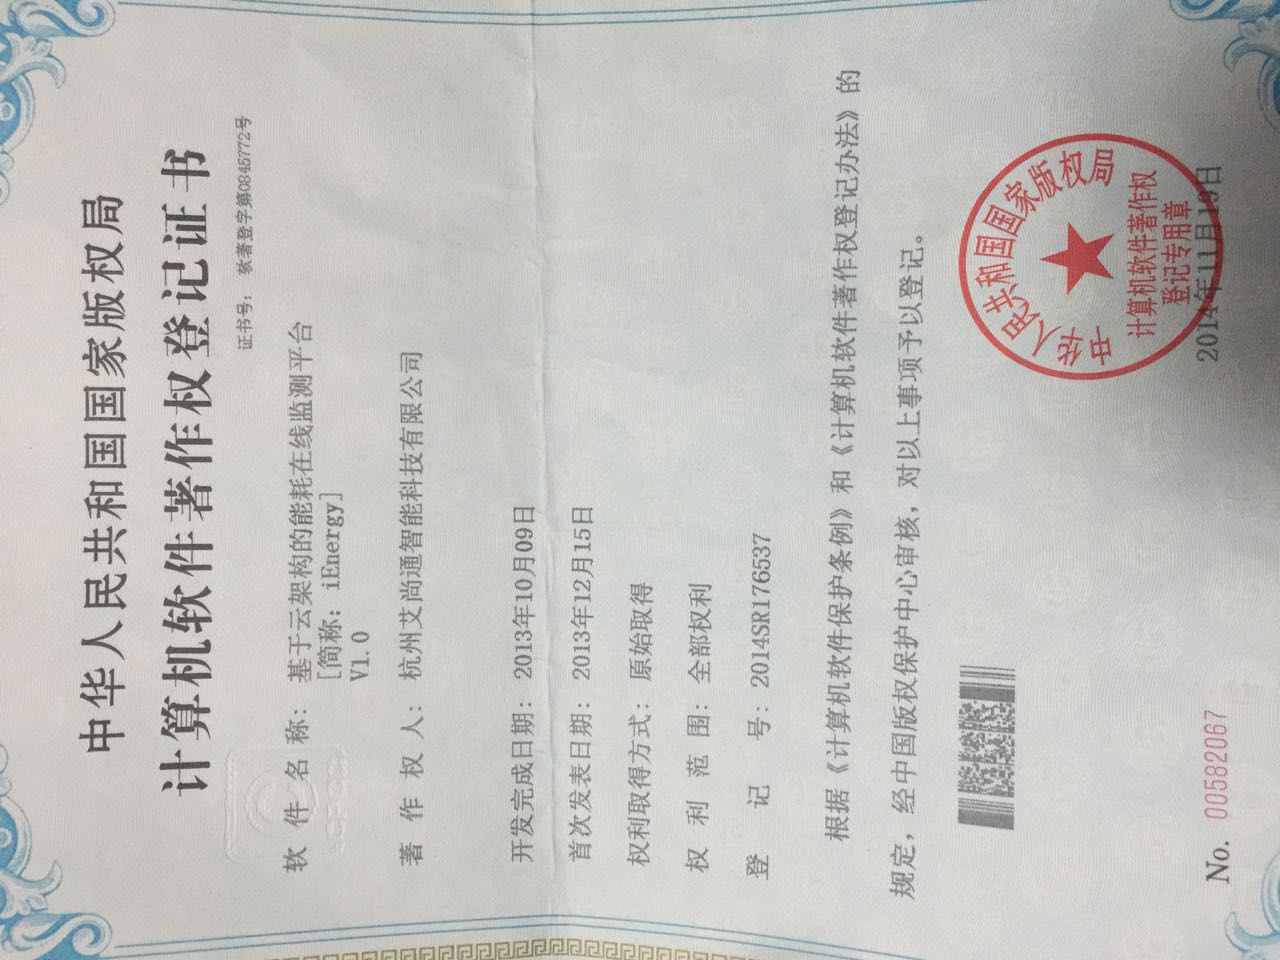 中华人民共和国国家版权局
计算机软件著作权登记证书
证书号： 软著登字第0845772号
软 件 名 称： 基于云架构的能耗在线监测平台
[简称：iEnergy]
V1.0
著 作 权 人： 杭州艾尚通智能科技有限公司
开发完成日期： 2013年10月09日
首次发表日期： 2013年12月15日
权利取得方式： 原始取得
权 利 范 围： 全部权利
登 记 号： 2014SR176537
根据《计算机软件保护条例》和《计算机软件著作权登记办法》的
规定，经中国版权保护中心审核，对以上事项予以登记。
中华人民共和国国家版权局
计算机软件著作权
登记专用章
2014年11月19日
No. 00582067